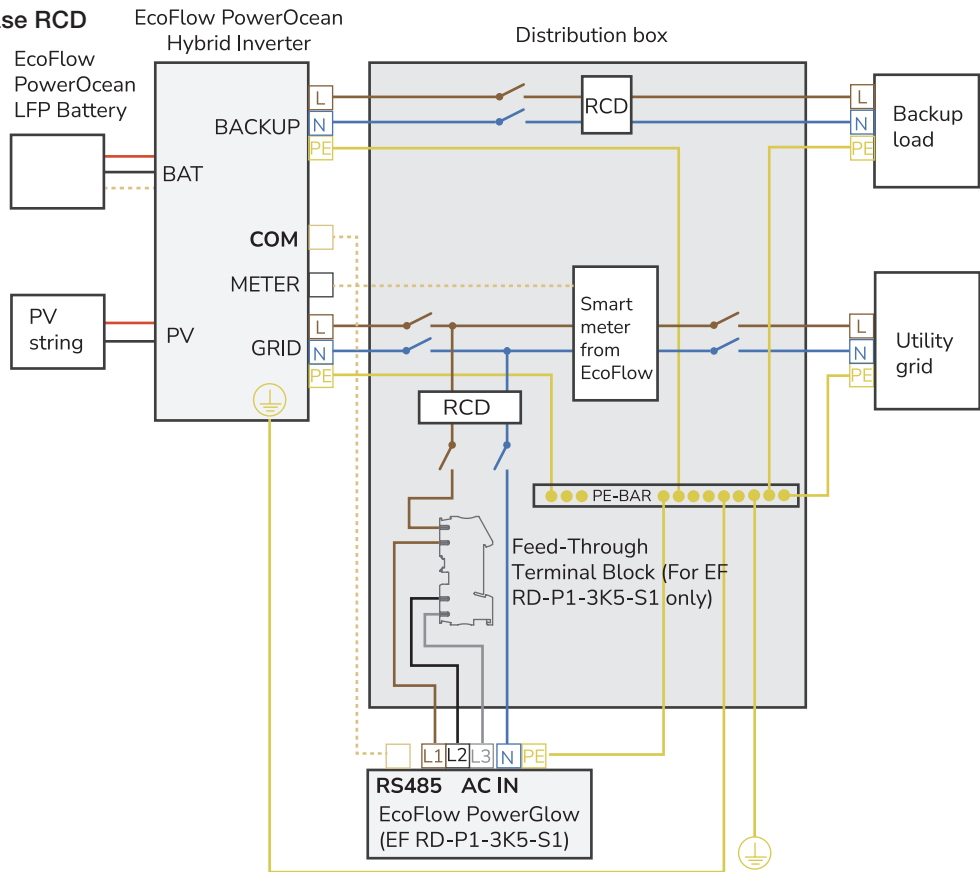 se RCD
EcoFlow PowerOcean
Hybrid Inverter
Distribution box
EcoFlow
PowerOcean
LFP Battery
BAT
BACKUP
L
N
PE
RCD
L
N
PE
Backup
load
COM
METER
PV
string
PV
GRID
L
N
PE
Smart
meter
from
EcoFlow
L
N
PE
Utility
grid
RCD
PE-BAR
Feed-Through
Terminal Block (For EF
RD-P1-3K5-S1 only)
L1 L2 L3 N PE
RS485 AC IN
EcoFlow PowerGlow
(EF RD-P1-3K5-S1)